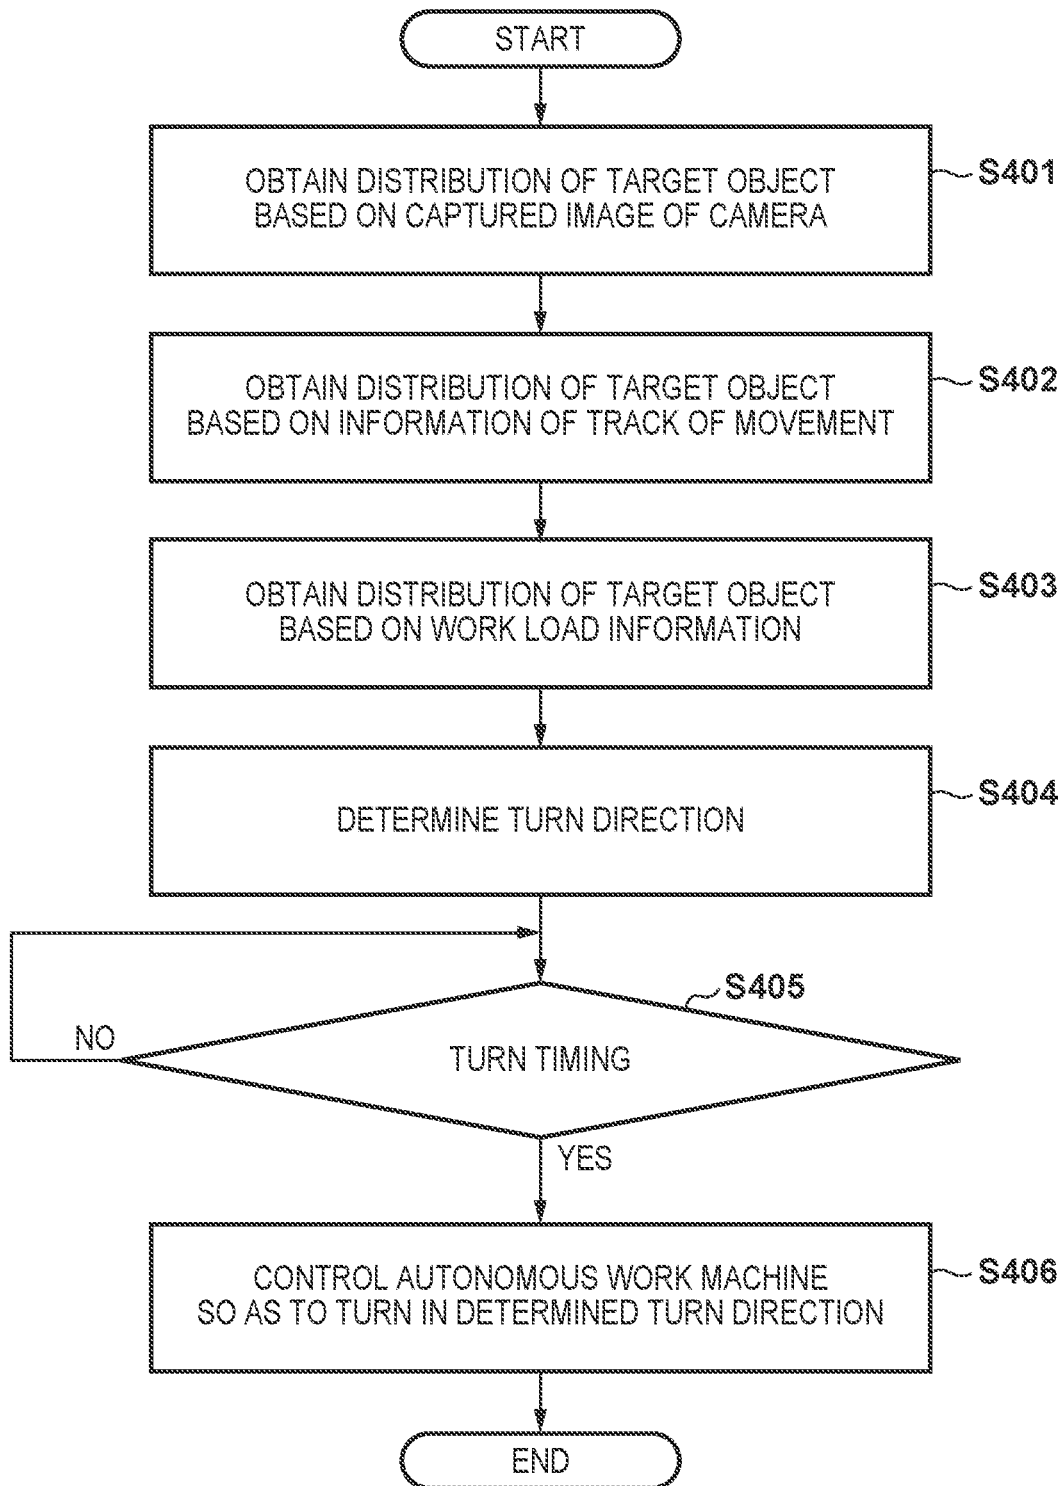 START
OBTAIN DISTRIBUTION OF TARGET OBJECT
BASED ON CAPTURED IMAGE OF CAMERA
S401
OBTAIN DISTRIBUTION OF TARGET OBJECT
BASED ON INFORMATION OF TRACK OF MOVEMENT
S402
OBTAIN DISTRIBUTION OF TARGET OBJECT
BASED ON WORK LOAD INFORMATION
S403
DETERMINE TURN DIRECTION
S404
S405
NO
TURN TIMING
YES
CONTROL AUTONOMOUS WORK MACHINE
SO AS TO TURN IN DETERMINED TURN DIRECTION
S406
END